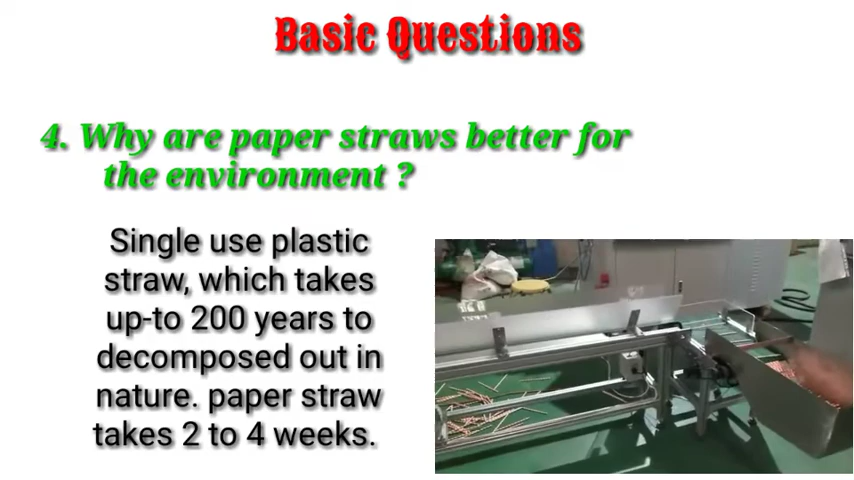 Basic Questions
4. Why are paper straws better for
the environment ?
Single use plastic
straw, which takes
up-to 200 years to
decomposed out in
nature. paper straw
takes 2 to 4 weeks.